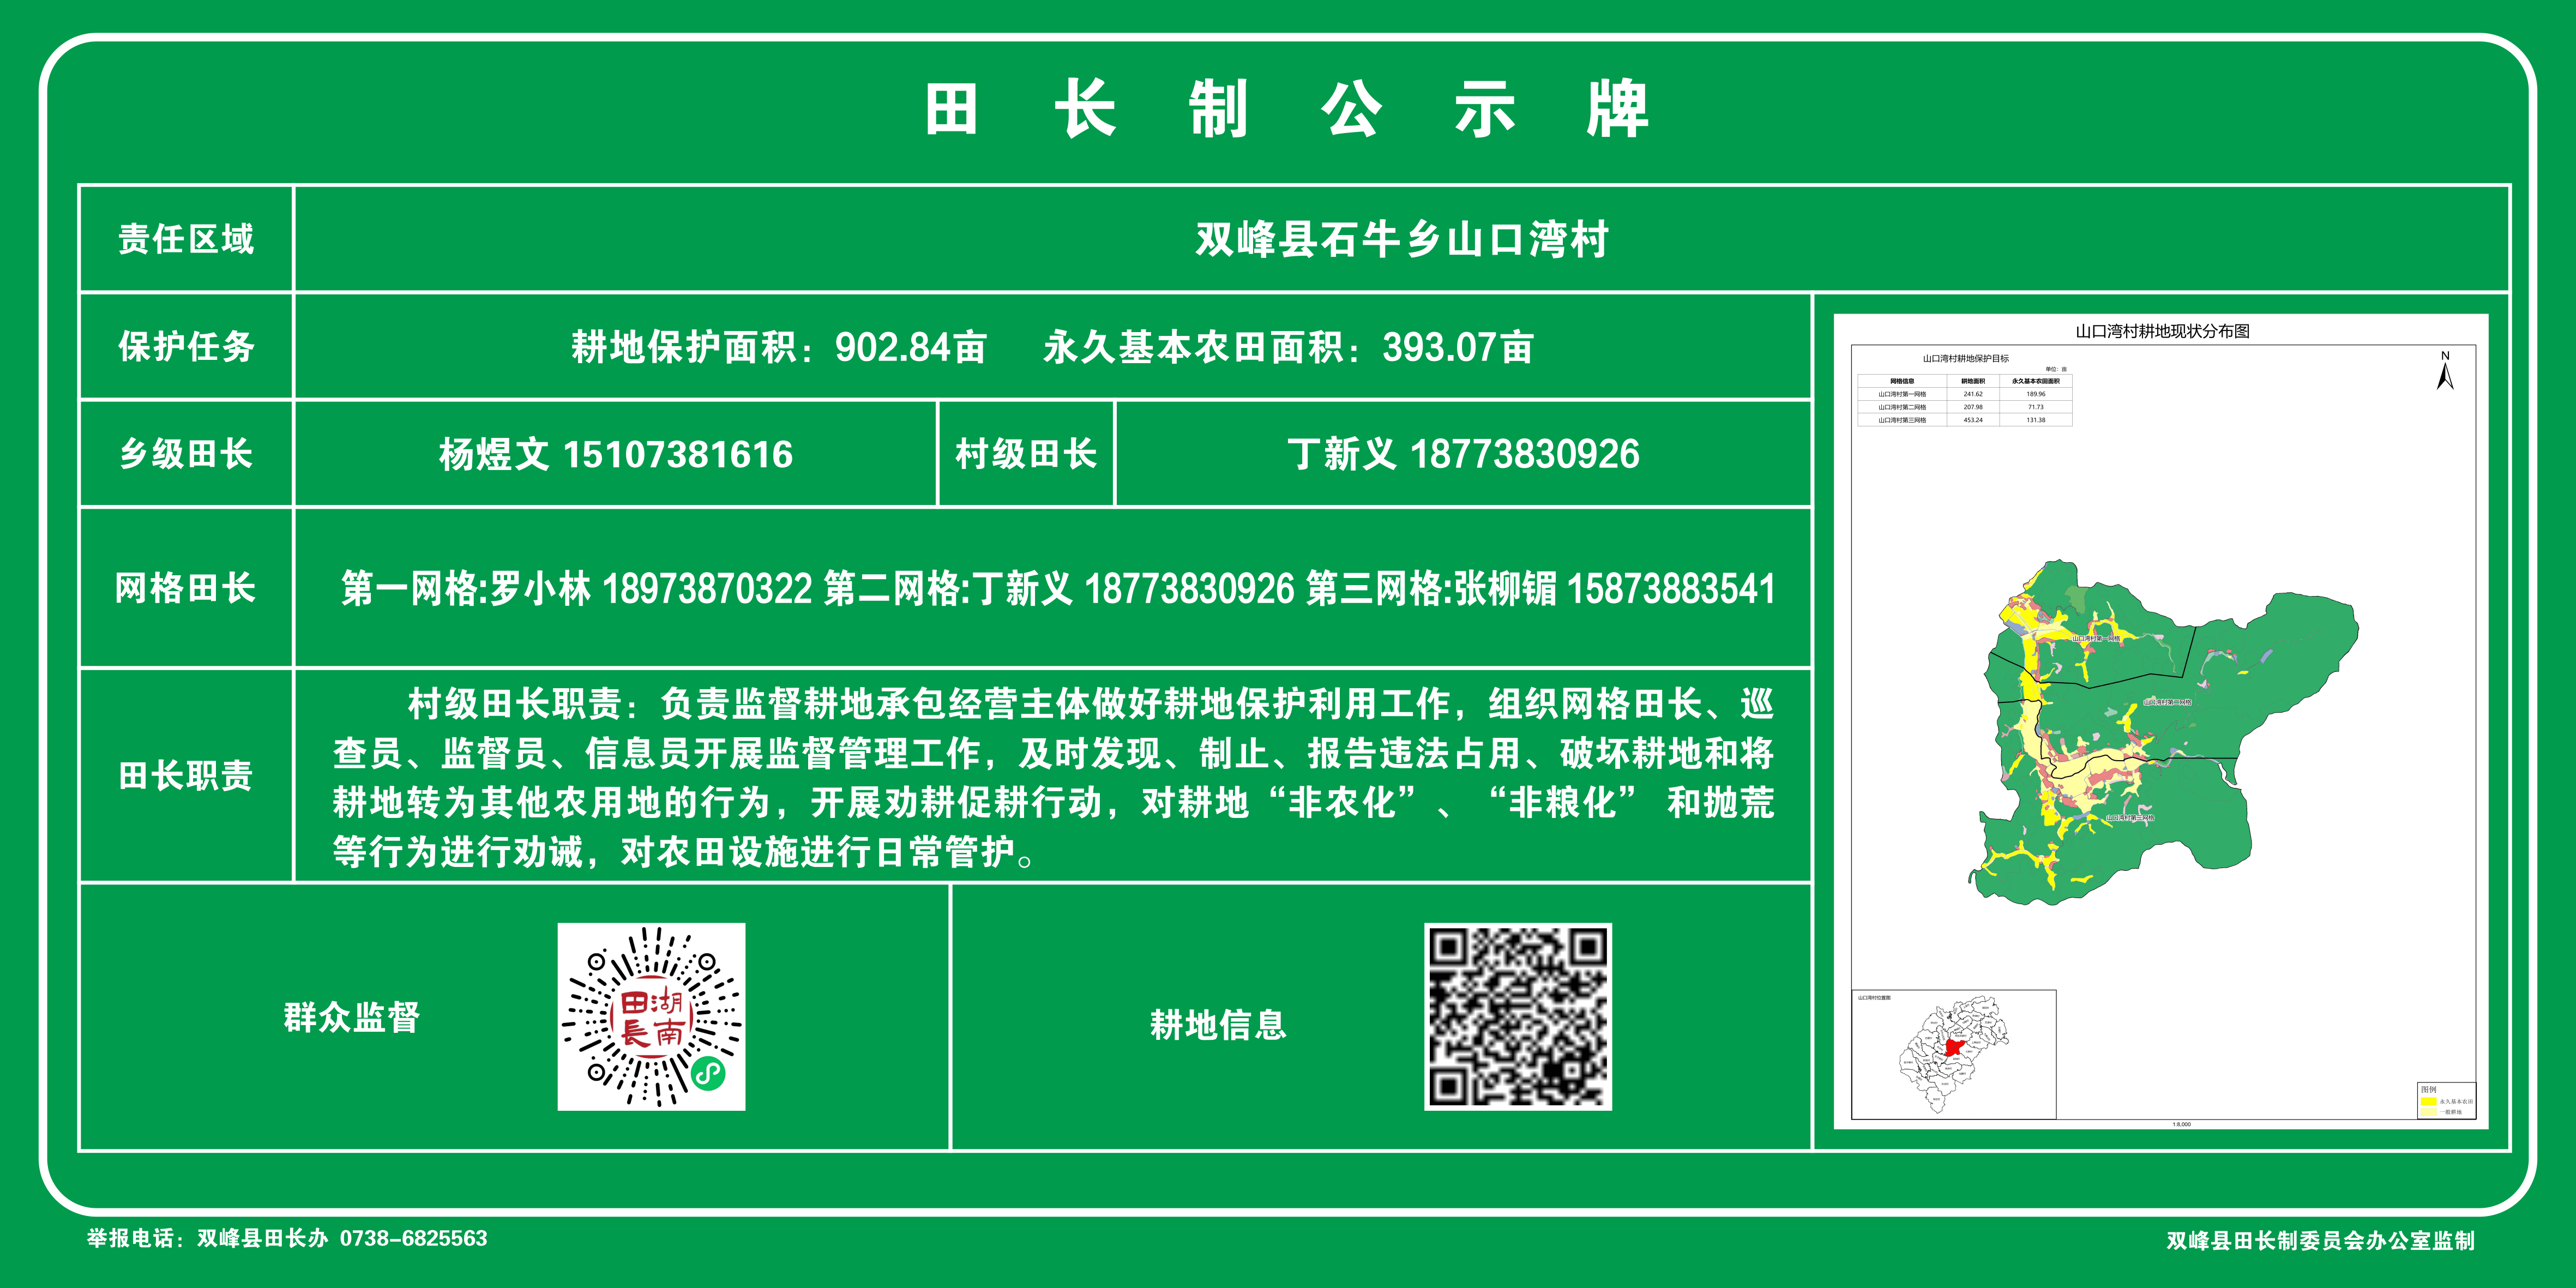 田长制公示牌
责任区域
双峰县石牛乡山口湾村
保护任务
耕地保护面积：902.84亩 永久基本农田面积：393.07亩
乡级田长
杨煜文 15107381616
村级田长
丁新义 18773830926
网格田长
第一网格:罗小林 18973870322 第二网格:丁新义 18773830926 第三网格:张柳镅 15873883541
田长职责
村级田长职责：负责监督耕地承包经营主体做好耕地保护利用工作，组织网格田长、巡
查员、监督员、信息员开展监督管理工作，及时发现、制止、报告违法占用、破坏耕地和将
耕地转为其他农用地的行为，开展劝耕促耕行动，对耕地“非农化”、“非粮化” 和抛荒
等行为进行劝诫，对农田设施进行日常管护。
群众监督
湖南
田長
耕地信息
山口湾村耕地现状分布图
山口湾村耕地保护目标
单位：亩
网格信息 耕地面积 永久基本农田面积
山口湾村第一网格 241.62 189.96
山口湾村第二网格 207.98 71.73
山口湾村第三网格 453.24 131.38
N
山口湾村第一网格
山口湾村第二网格
山口湾村第三网格
山口湾村位置图
图例
永久基本农田
一般耕地
1:8,000
举报电话：双峰县田长办 0738-6825563
双峰县田长制委员会办公室监制